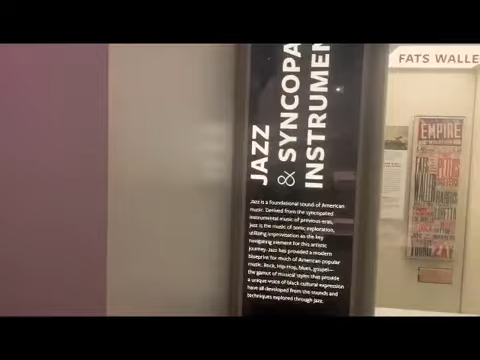 JAZZ
& SYNCOPA
INSTRUMEN
Jazz is a foundational sound of American
music. Derived from the syncopated
instrumental music of previous eras,
jazz is the music of sonic exploration,
utilizing improvisation as the key
navigating element for this artistic
journey. Jazz has provided a modern
blueprint for much of American popular
music. Rock, Hip-Hop, blues, gospel—
the gamut of musical styles that provide
a unique voice of black cultural expression
have all developed from the sounds and
techniques explored through jazz.
FATS WALLE
EMPIRE
FATS
WALLER